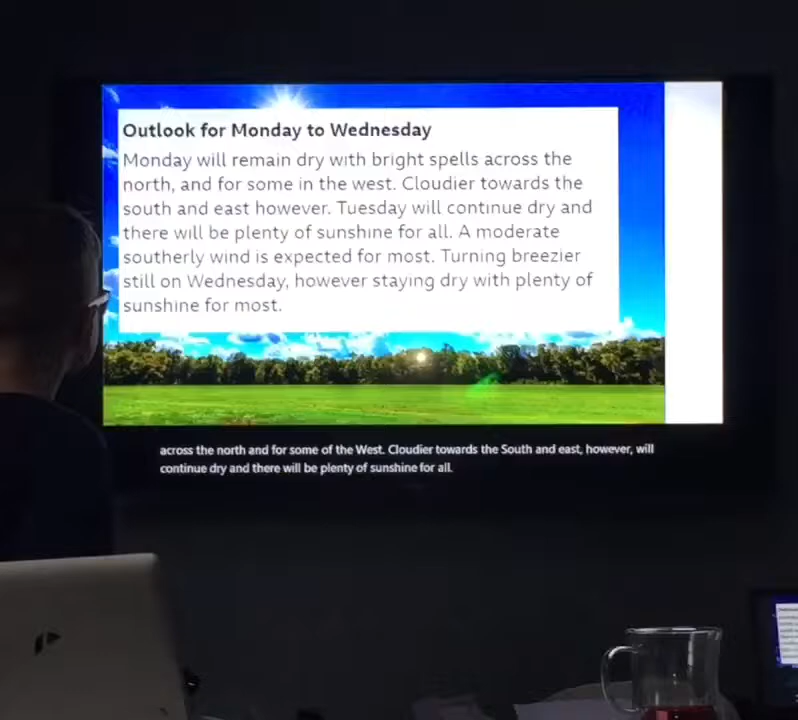 Outlook for Monday to Wednesday
Monday will remain dry with bright spells across the
north, and for some in the west. Cloudier towards the
south and east however. Tuesday will continue dry and
there will be plenty of sunshine for all. A moderate
southerly wind is expected for most. Turning breezier
still on Wednesday, however staying dry with plenty of
sunshine for most.
across the north and for some of the West. Cloudier towards the South and east, however, will
continue dry and there will be plenty of sunshine for all.